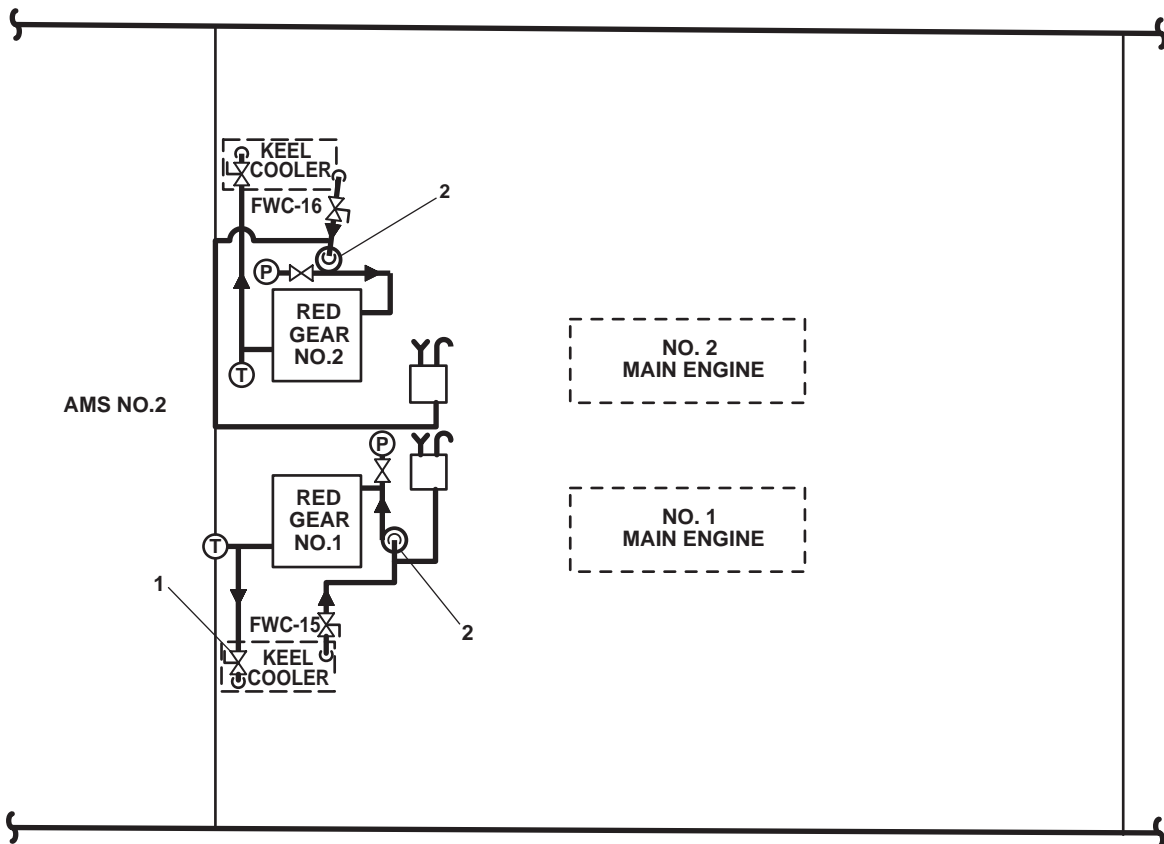 KEEL
COOLER
FWC-16
2
P
RED
GEAR
NO.2
T
NO. 2
MAIN ENGINE
AMS NO.2
P
RED
GEAR
NO.1
T
NO. 1
MAIN ENGINE
1
FWC-15
2
KEEL
COOLER